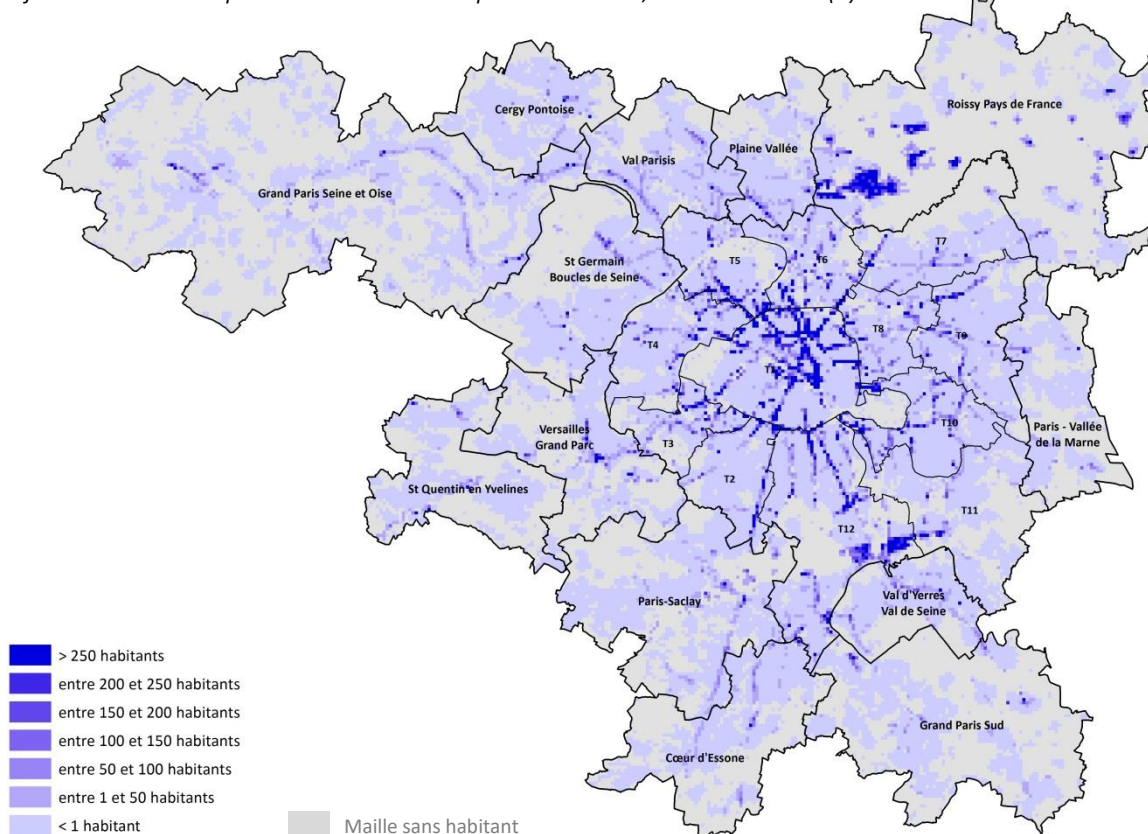 Cergy Pontoise
Roissy Pays de France
Val Parisis
Plaine Vallée
Grand Paris Seine et Oise
St Germain
Boucles de Seine
T5
T6
T7
T8
T9
T4
T1
T10
T3
T2
T11
T12
Versailles
Grand Parc
Paris - Vallée
de la Marne
St Quentin en Yvelines
Paris-Saclay
Val d'Yerres
Val de Seine
Grand Paris Sud
Cœur d'Essone
> 250 habitants
entre 200 et 250 habitants
entre 150 et 200 habitants
entre 100 et 150 habitants
entre 50 et 100 habitants
entre 1 et 50 habitants
< 1 habitant
Maille sans habitant